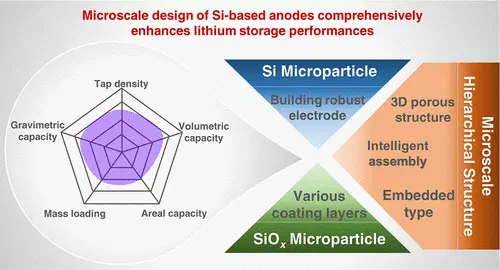 Microscale design of Si-based anodes comprehensively
enhances lithium storage performances
Tap density
Gravimetric
capacity
Volumetric
capacity
Mass loading
Areal capacity
Si Microparticle
Building robust
electrode
Various
coating layers
SiOₓ Microparticle
3D porous
structure
Intelligent
assembly
Embedded
type
Microscale
Hierarchical Structure